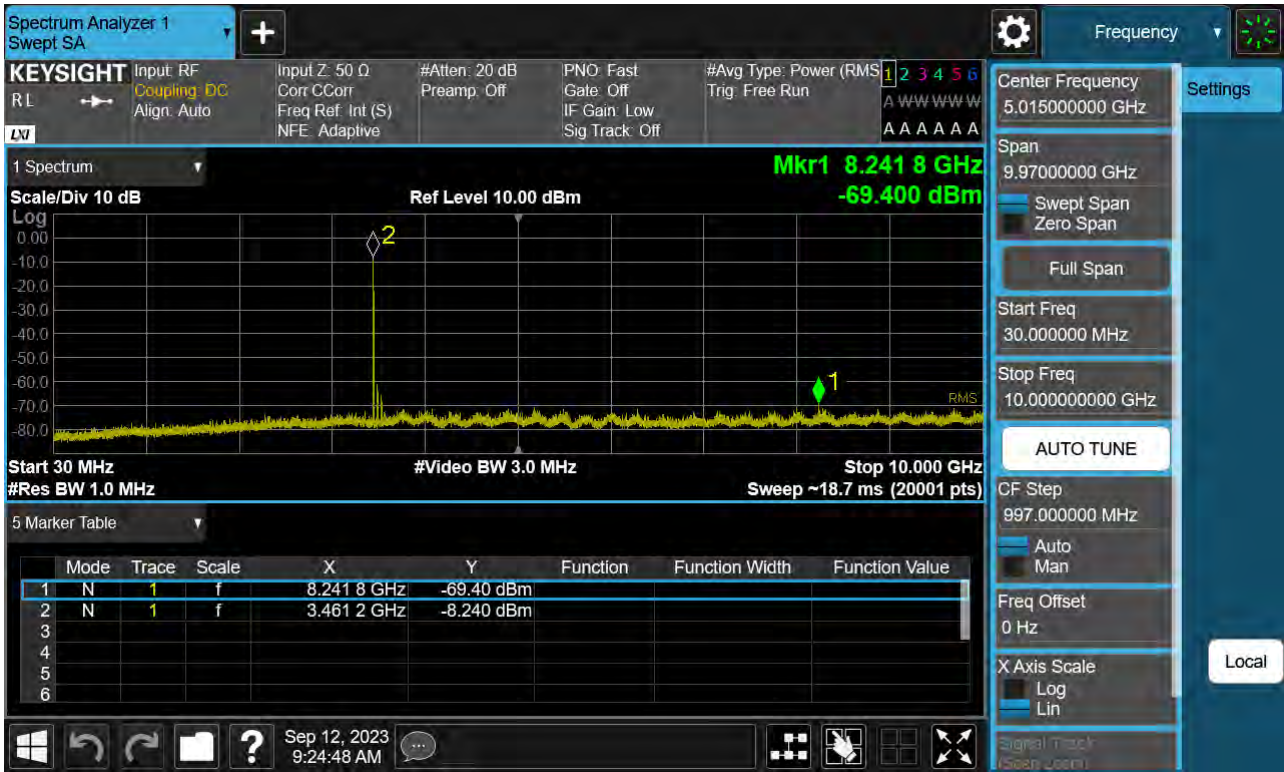 Spectrum Analyzer 1
Swept SA
+
Frequency
KEYSIGHT
RL
LXI
Input: RF
Coupling: DC
Align: Auto
Input Z: 50 Ω
Corr CCorr
Freq Ref: Int (S)
NFE: Adaptive
#Atten: 20 dB
Preamp: Off
PNO: Fast
Gate: Off
IF Gain: Low
Sig Track: Off
#Avg Type: Power (RMS
Trig: Free Run
1 2 3 4 5 6
A W W W W W
A A A A A A
1 Spectrum
Scale/Div 10 dB
Ref Level 10.00 dBm
Mkr1 8.241 8 GHz
-69.400 dBm
Log
0.00
-10.0
-20.0
-30.0
-40.0
-50.0
-60.0
-70.0
-80.0
2
1
RMS
Start 30 MHz
#Video BW 3.0 MHz
Stop 10.000 GHz
#Res BW 1.0 MHz
Sweep ~18.7 ms (20001 pts)
5 Marker Table
Mode Trace Scale X Y Function Function Width Function Value
1 N 1 f 8.241 8 GHz -69.40 dBm
2 N 1 f 3.461 2 GHz -8.240 dBm
3
4
5
6
Sep 12, 2023
9:24:48 AM
?
Center Frequency
5.015000000 GHz
Settings
Span
9.97000000 GHz
Swept Span
Zero Span
Full Span
Start Freq
30.000000 MHz
Stop Freq
10.000000000 GHz
AUTO TUNE
CF Step
997.000000 MHz
Auto
Man
Freq Offset
0 Hz
X Axis Scale
Log
Lin
Local
Signal Track
(Span Zoom)